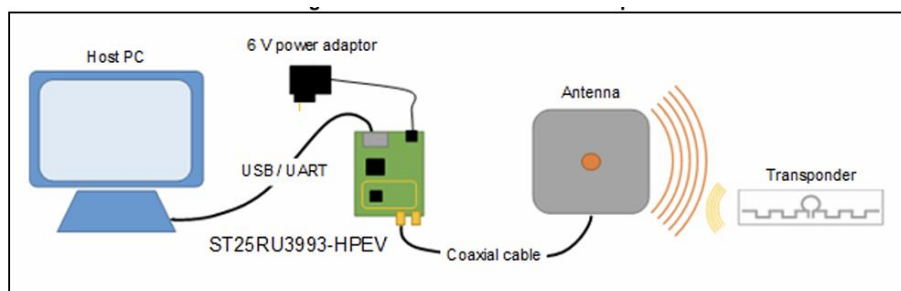 Host PC
6 V power adaptor
Antenna
USB / UART
Transponder
ST25RU3993-HPEV
Coaxial cable